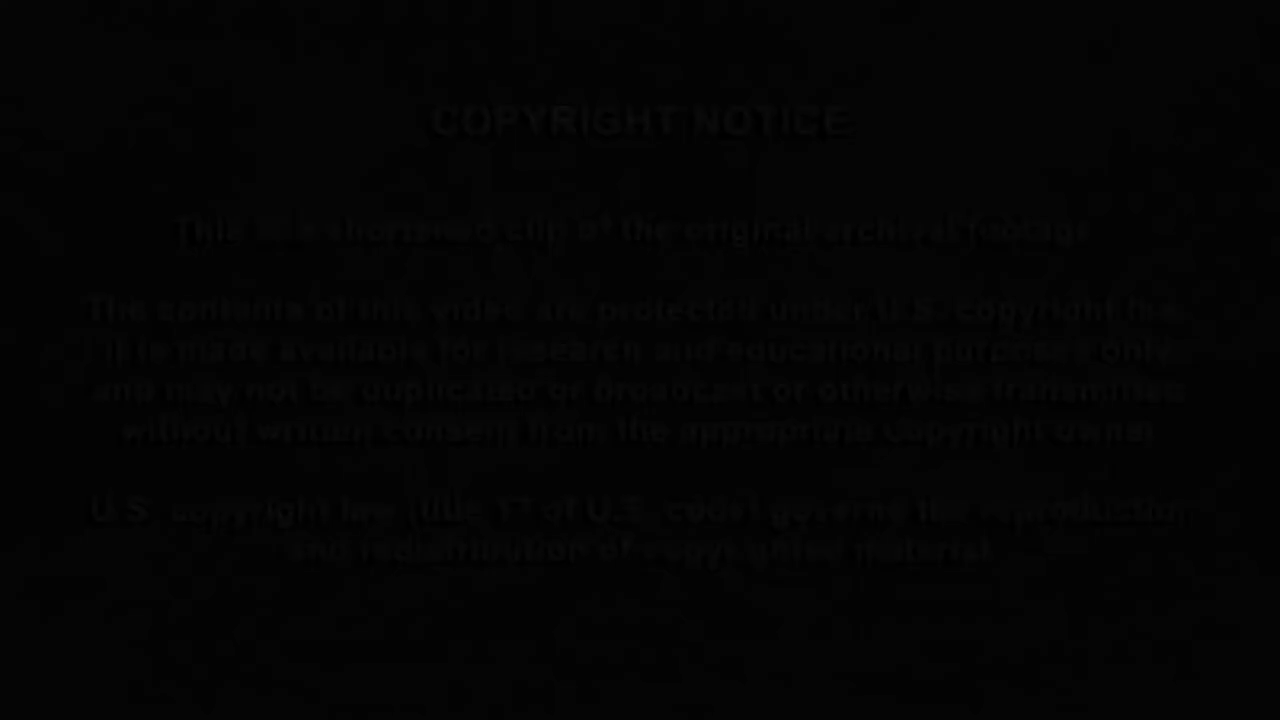 COPYRIGHT NOTICE
This is a shortened clip of the original archival footage
The contents of this video are protected under U.S. copyright law.
It is made available for research and educational purposes only
and may not be duplicated or broadcast or otherwise transmitted
without written consent from the appropriate copyright owner
U.S. copyright law (title 17 of U.S. code) governs the reproduction
and redistribution of copyrighted material